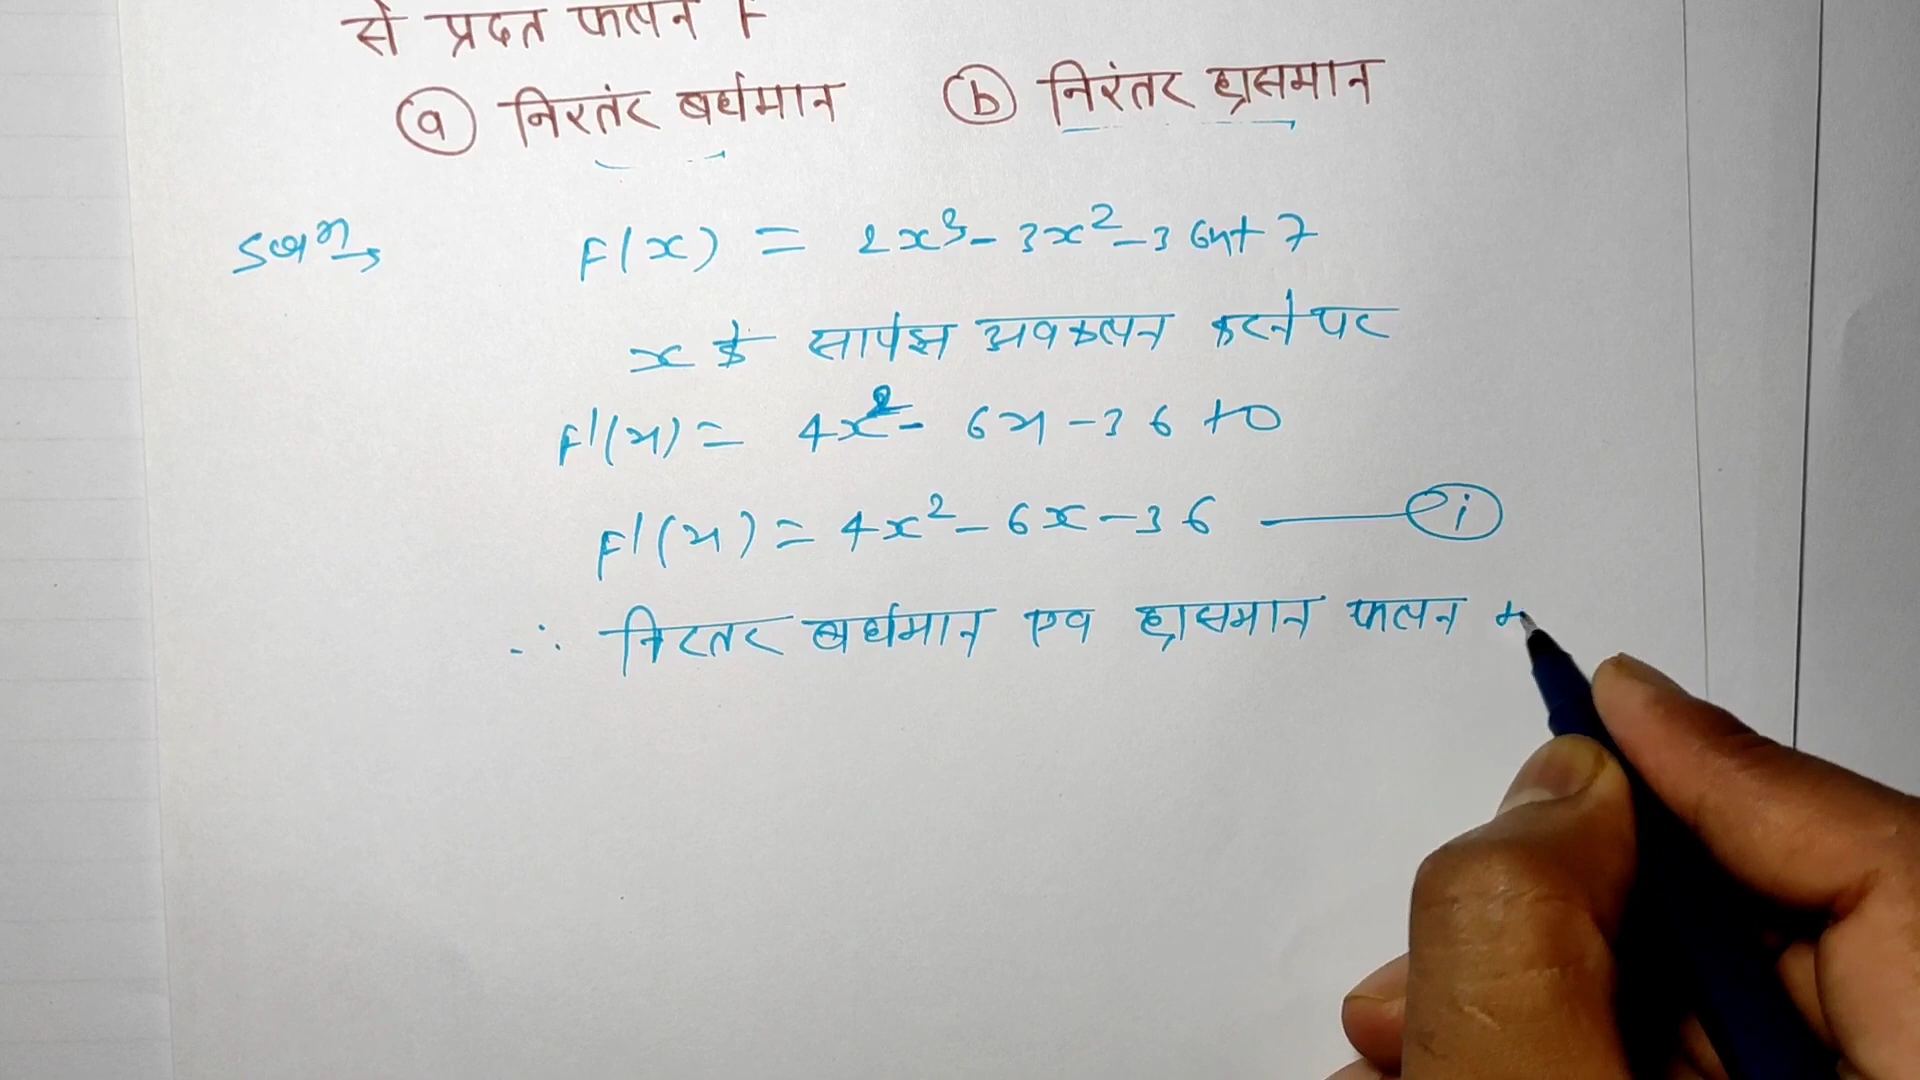 से प्रदत फलन F
(a) निरतंर बर्धमान (b) निरंतर ह्रासमान
Solⁿ→ F(x) = 2x³ - 3x² - 36x + 7
x के सापेक्ष अवकलन करने पर
F'(x) = 4x² - 6x - 36 + 0
F'(x) = 4x² - 6x - 36 —— (i)
∴ निरतर बर्धमान एव ह्रासमान फलन